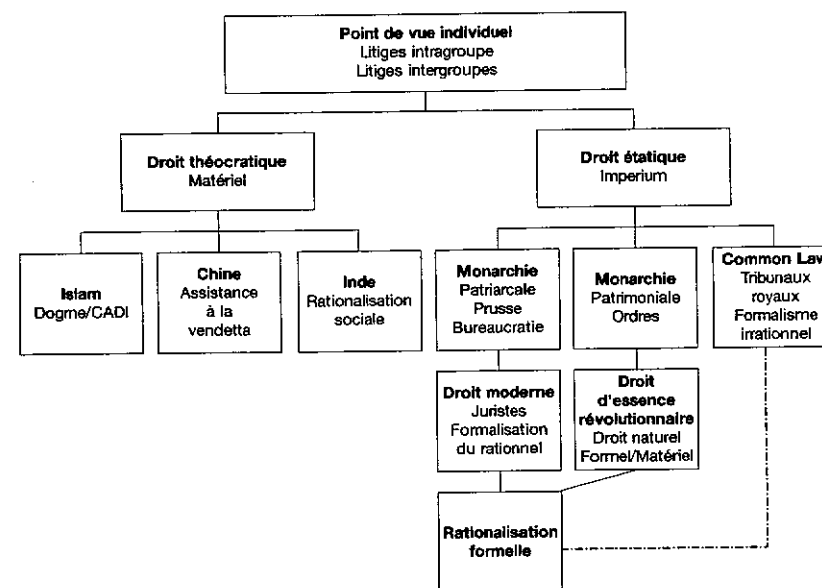 Point de vue individuel
Litiges intragroupe
Litiges intergroupes
Droit théocratique
Matériel
Droit étatique
Imperium
Islam
Dogme/CADI
Chine
Assistance
à la
vendetta
Inde
Rationalisation
sociale
Monarchie
Patriarcale
Prusse
Bureaucratie
Monarchie
Patrimoniale
Ordres
Common Law
Tribunaux
royaux
Formalisme
irrationnel
Droit moderne
Juristes
Formalisation
du rationnel
Droit
d'essence
révolutionnaire
Droit naturel
Formel/Matériel
Rationalisation
formelle